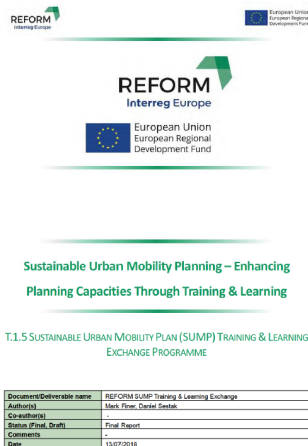 REFORM
Interreg Europe
European Union
European Regional
Development Fund
REFORM
Interreg Europe
European Union
European Regional
Development Fund
Sustainable Urban Mobility Planning – Enhancing
Planning Capacities Through Training & Learning
T.1.5 SUSTAINABLE URBAN MOBILITY PLAN (SUMP) TRAINING & LEARNING
EXCHANGE PROGRAMME
Document/Deliverable name REFORM SUMP Training & Learning Exchange
Author(s) Mark Finer, Daniel Sestak
Co-author(s) -
Status (Final, Draft) Final Report
Comments -
Date 13/07/2018